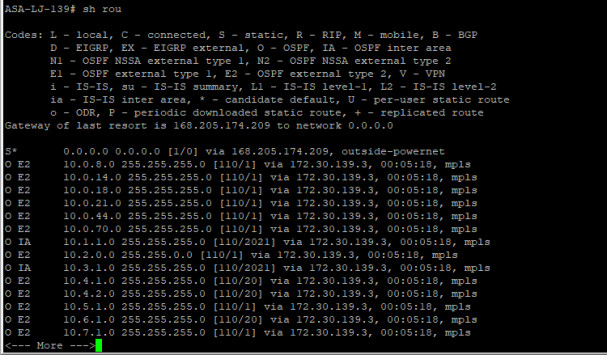 ASA-LJ-139# sh rou
Codes: L - local, C - connected, S - static, R - RIP, M - mobile, B - BGP
D - EIGRP, EX - EIGRP external, O - OSPF, IA - OSPF inter area
N1 - OSPF NSSA external type 1, N2 - OSPF NSSA external type 2
E1 - OSPF external type 1, E2 - OSPF external type 2, V - VPN
i - IS-IS, su - IS-IS summary, L1 - IS-IS level-1, L2 - IS-IS level-2
ia - IS-IS inter area, * - candidate default, U - per-user static route
o - ODR, P - periodic downloaded static route, + - replicated route
Gateway of last resort is 168.205.174.209 to network 0.0.0.0
S* 0.0.0.0 0.0.0.0 [1/0] via 168.205.174.209, outside-powernet
O E2 10.0.8.0 255.255.255.0 [110/1] via 172.30.139.3, 00:05:18, mpls
O E2 10.0.14.0 255.255.255.0 [110/1] via 172.30.139.3, 00:05:18, mpls
O E2 10.0.18.0 255.255.255.0 [110/1] via 172.30.139.3, 00:05:18, mpls
O E2 10.0.21.0 255.255.255.0 [110/1] via 172.30.139.3, 00:05:18, mpls
O E2 10.0.44.0 255.255.255.0 [110/1] via 172.30.139.3, 00:05:18, mpls
O E2 10.0.70.0 255.255.255.0 [110/1] via 172.30.139.3, 00:05:18, mpls
O IA 10.1.1.0 255.255.255.0 [110/2021] via 172.30.139.3, 00:05:18, mpls
O E2 10.2.0.0 255.255.0.0 [110/1] via 172.30.139.3, 00:05:18, mpls
O IA 10.3.1.0 255.255.255.0 [110/2021] via 172.30.139.3, 00:05:18, mpls
O E2 10.4.1.0 255.255.255.0 [110/20] via 172.30.139.3, 00:05:18, mpls
O E2 10.4.2.0 255.255.255.0 [110/20] via 172.30.139.3, 00:05:18, mpls
O E2 10.5.1.0 255.255.255.0 [110/1] via 172.30.139.3, 00:05:18, mpls
O E2 10.6.1.0 255.255.255.0 [110/20] via 172.30.139.3, 00:05:18, mpls
O E2 10.7.1.0 255.255.255.0 [110/1] via 172.30.139.3, 00:05:18, mpls
<--- More --->